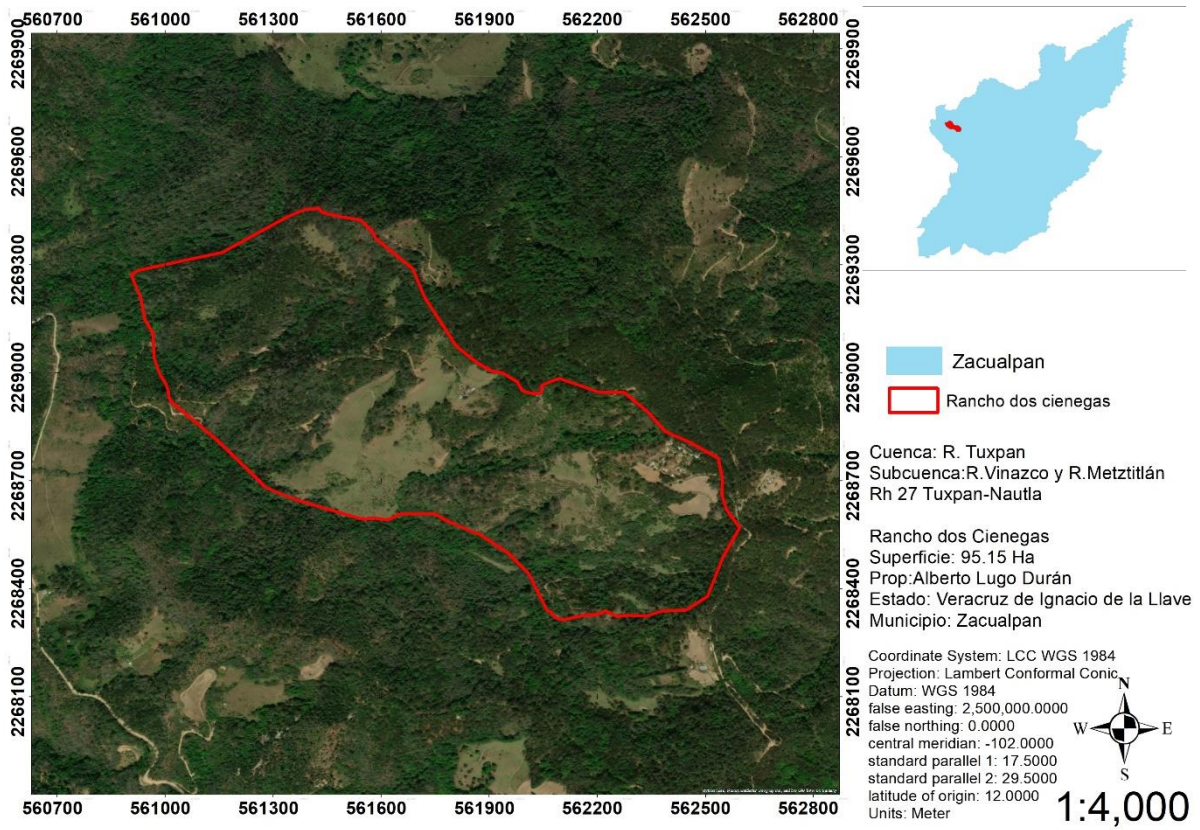 560700 561000 561300 561600 561900 562200 562500 562800
2269900
2269600
2269300
2269000
2268700
2268400
2268100
2269900
2269600
2269300
2269000
2268700
2268400
2268100
560700 561000 561300 561600 561900 562200 562500 562800
Zacualpan
Rancho dos cienegas
Cuenca: R. Tuxpan
Subcuenca:R.Vinazco y R.Metztitlán
Rh 27 Tuxpan-Nautla
Rancho dos Cienegas
Superficie: 95.15 Ha
Prop:Alberto Lugo Durán
Estado: Veracruz de Ignacio de la Llave
Municipio: Zacualpan
Coordinate System: LCC WGS 1984
Projection: Lambert Conformal Conic
Datum: WGS 1984
false easting: 2,500,000.0000
false northing: 0.0000
central meridian: -102.0000
standard parallel 1: 17.5000
standard parallel 2: 29.5000
latitude of origin: 12.0000
Units: Meter
N
W E
S
1:4,000